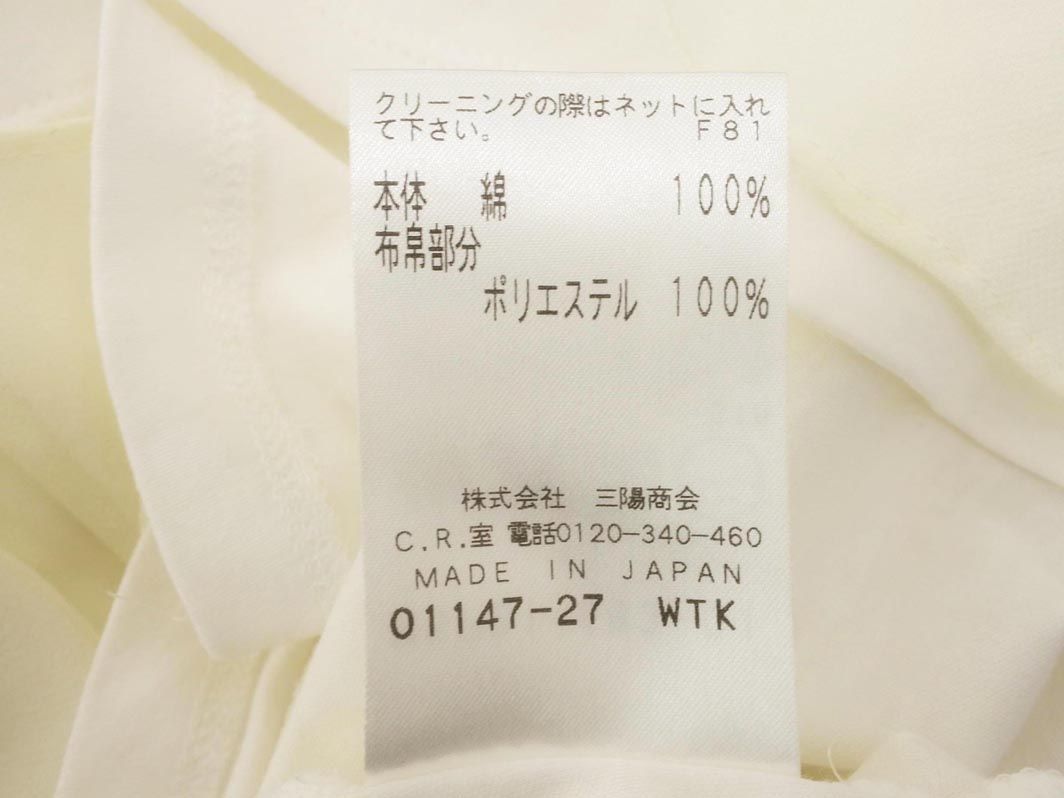 クリーニングの際はネットに入れ
て下さい。 F81
本体 綿 100%
布帛部分
ポリエステル 100%
株式会社 三陽商会
C.R.室 電話0120-340-460
MADE IN JAPAN
01147-27 WTK